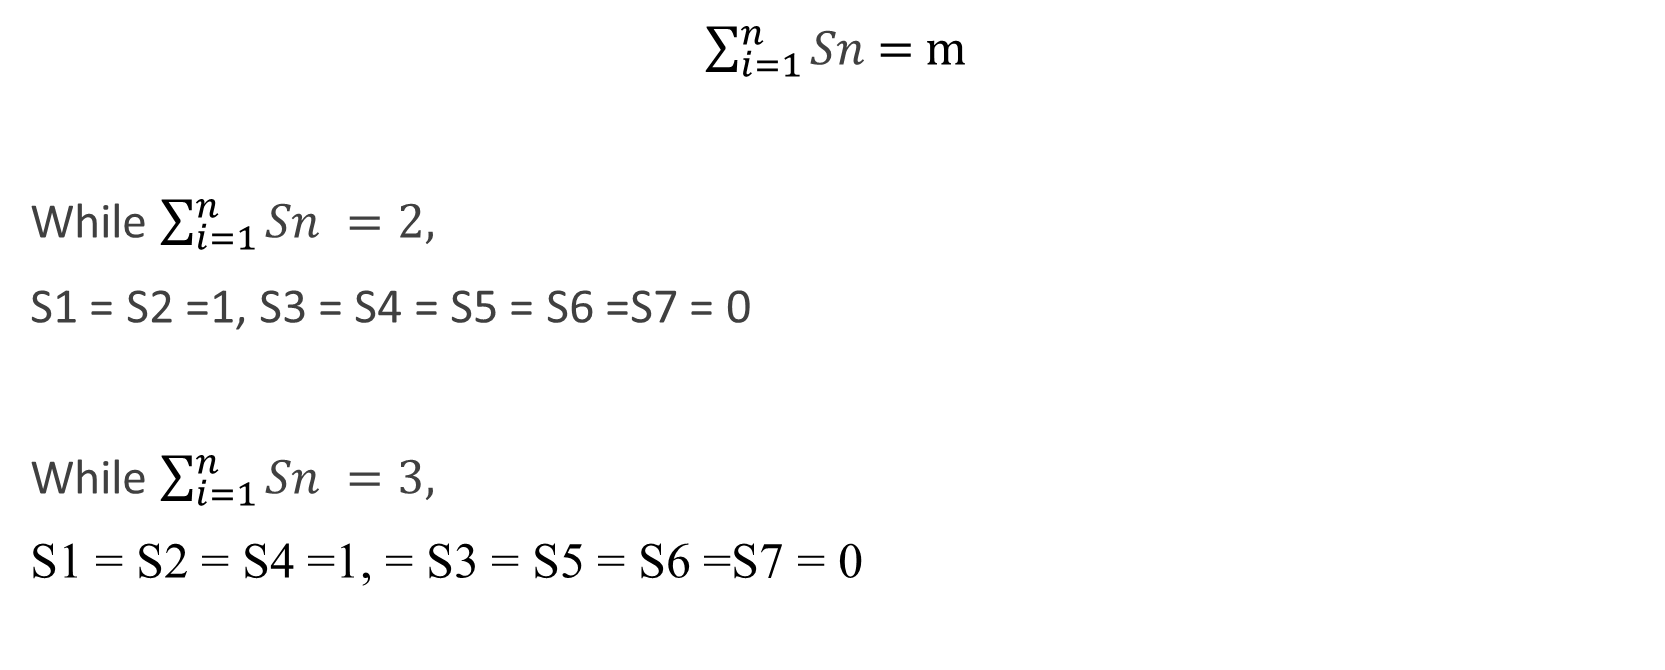 ∑ⁿᵢ₌₁ Sn = m
While ∑ⁿᵢ₌₁ Sn = 2,
S1 = S2 =1, S3 = S4 = S5 = S6 =S7 = 0
While ∑ⁿᵢ₌₁ Sn = 3,
S1 = S2 = S4 =1, = S3 = S5 = S6 =S7 = 0